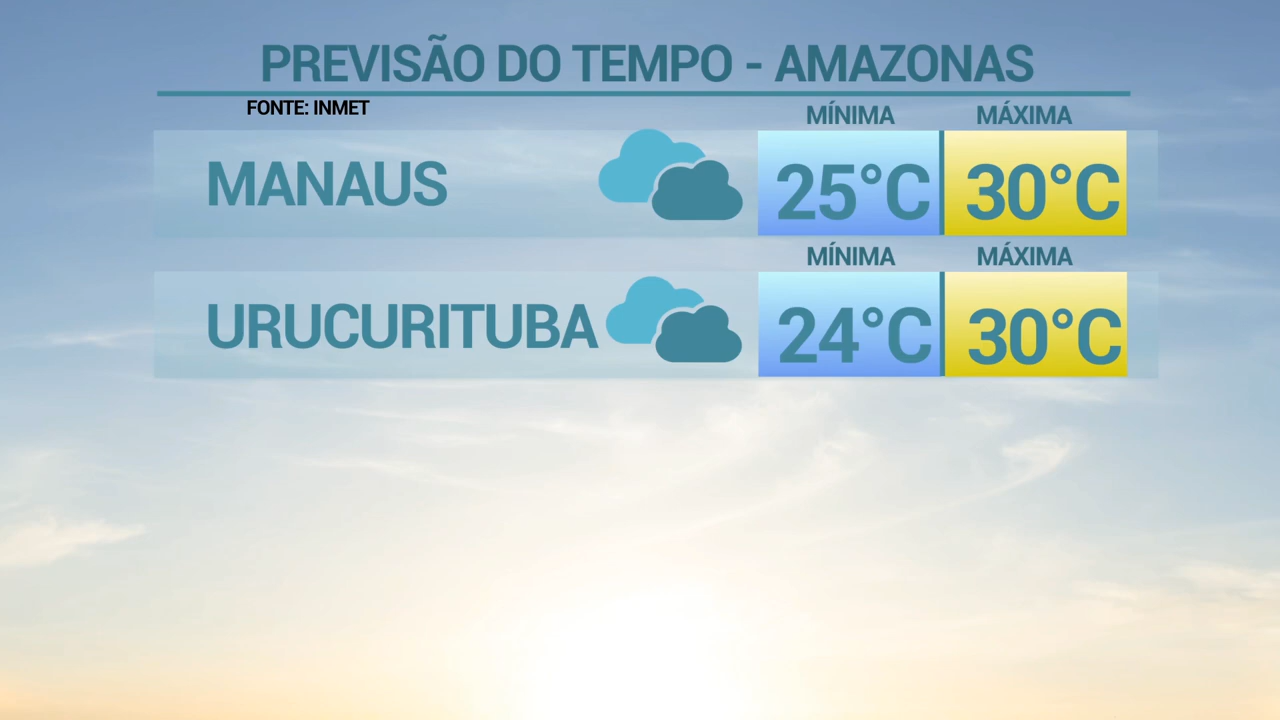 PREVISÃO DO TEMPO - AMAZONAS
FONTE: INMET
MÍNIMA MÁXIMA
MANAUS 25°C 30°C
MÍNIMA MÁXIMA
URUCURITUBA 24°C 30°C